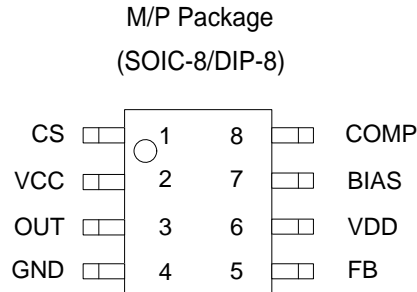 M/P Package
(SOIC-8/DIP-8)
CS 1 8 COMP
VCC 2 7 BIAS
OUT 3 6 VDD
GND 4 5 FB